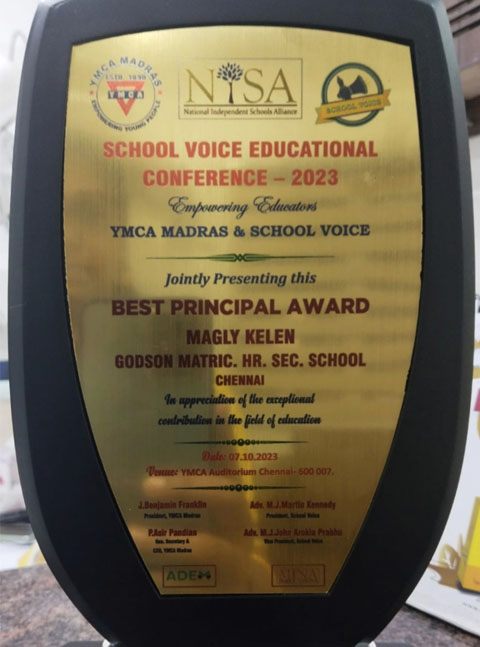 YMCA MADRAS
ESTD. 1890
YMCA
EMPOWERING YOUNG PEOPLE
NISA
National Independent Schools Alliance
SCHOOL VOICE
SCHOOL VOICE EDUCATIONAL
CONFERENCE – 2023
Empowering Educators
YMCA MADRAS & SCHOOL VOICE
Jointly Presenting this
BEST PRINCIPAL AWARD
MAGLY KELEN
GODSON MATRIC. HR. SEC. SCHOOL
CHENNAI
In appreciation of the exceptional
contribution in the field of education
Date: 07.10.2023
Venue: YMCA Auditorium Chennai- 600 007.
J.Benjamin Franklin
President, YMCA Madras
Adv. M.J.Martin Kennedy
President, School Voice
P.Asir Pandian
Gen. Secretary &
CEO, YMCA Madras
Adv. M.J.John Arokia Prabhu
Vice President, School Voice